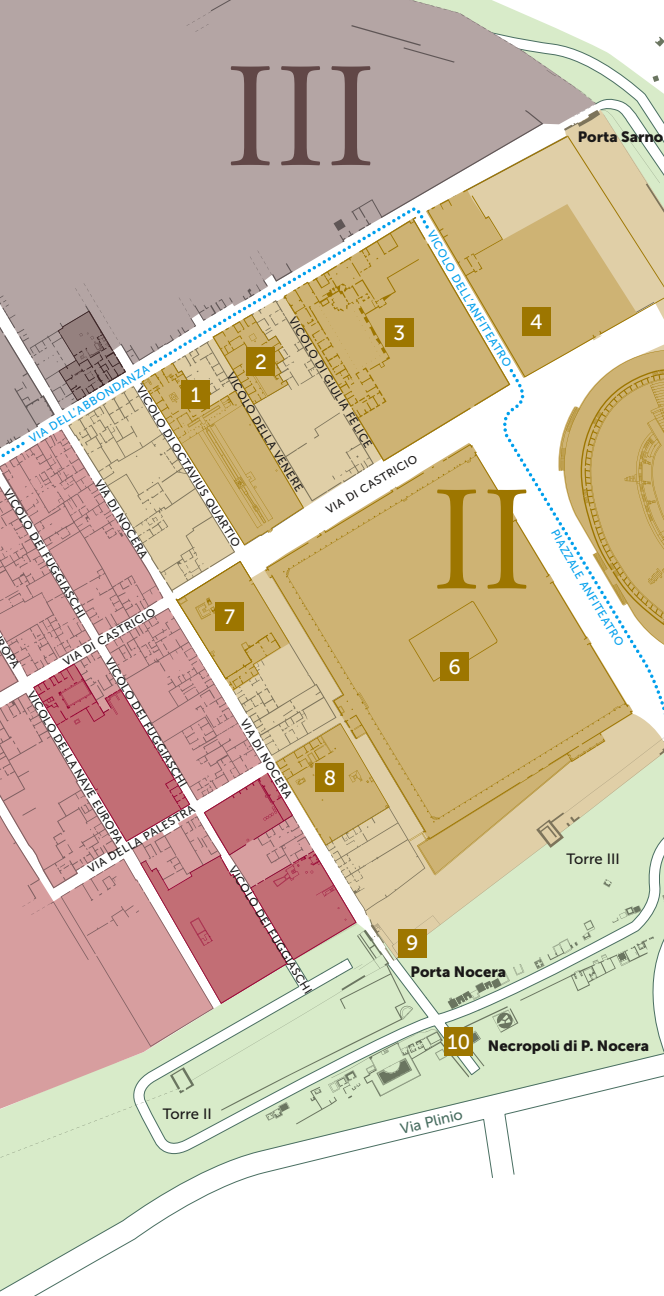 III
Porta Sarno
VICOLO DELL'ANFITEATRO
4
3
2
1
VICOLO DI GIULIA FELICE
VIA DELL'ABBONDANZA
VICOLO DELLA VENERE
VICOLO DI OCTAVIUS QUARTIO
VIA DI CASTRICIO
VIA DI NOCERA
VICOLO DEI FUGGIASCHI
II
PIAZZALE ANFITEATRO
7
6
VIA DI CASTRICIO
UROPA
VICOLO DEI FUGGIASCHI
VICOLO DELLA NAVE EUROPA
VIA DI NOCERA
8
VIA DELLA PALESTRA
Torre III
VICOLO DEI FUGGIASCHI
9
Porta Nocera
10
Necropoli di P. Nocera
Torre II
Via Plinio